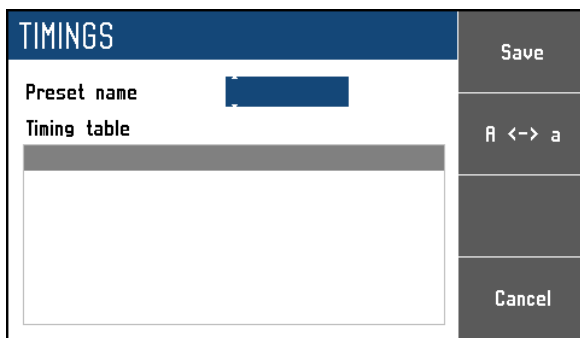 TIMINGS
Preset name
Timing table
Save
A <-> a
Cancel